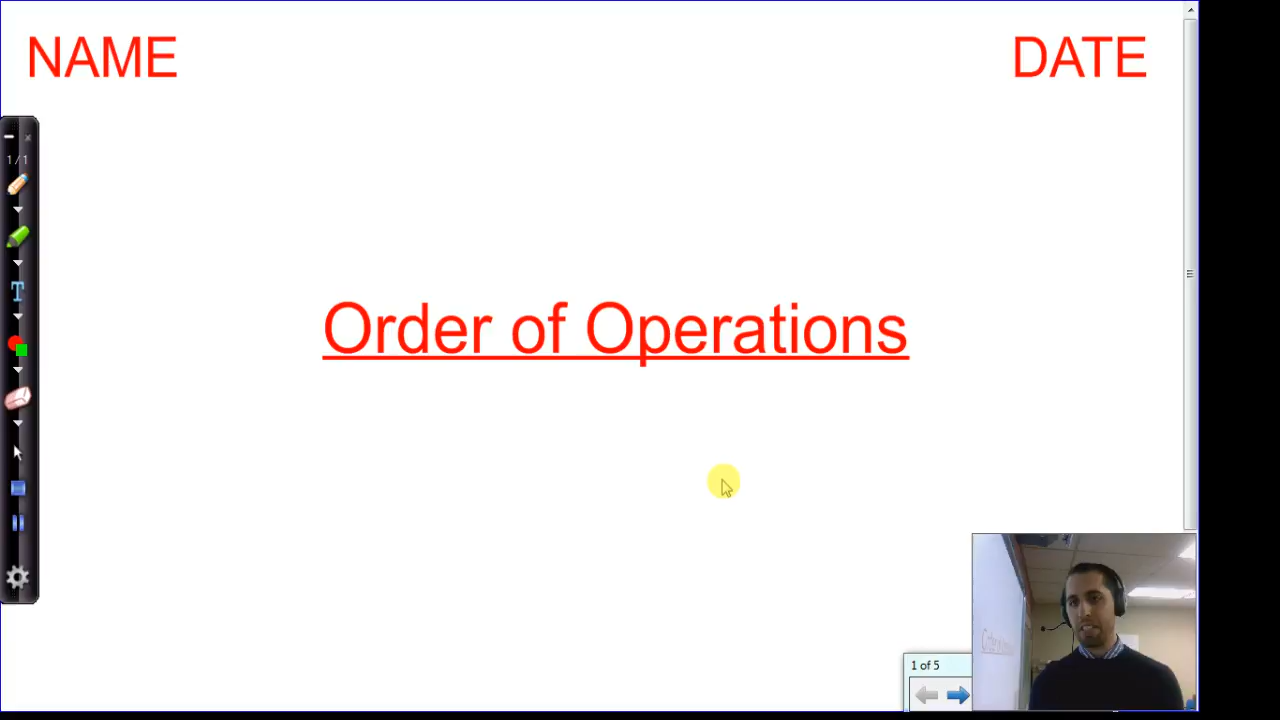 NAME
DATE
1 / 1
T
Order of Operations
1 of 5